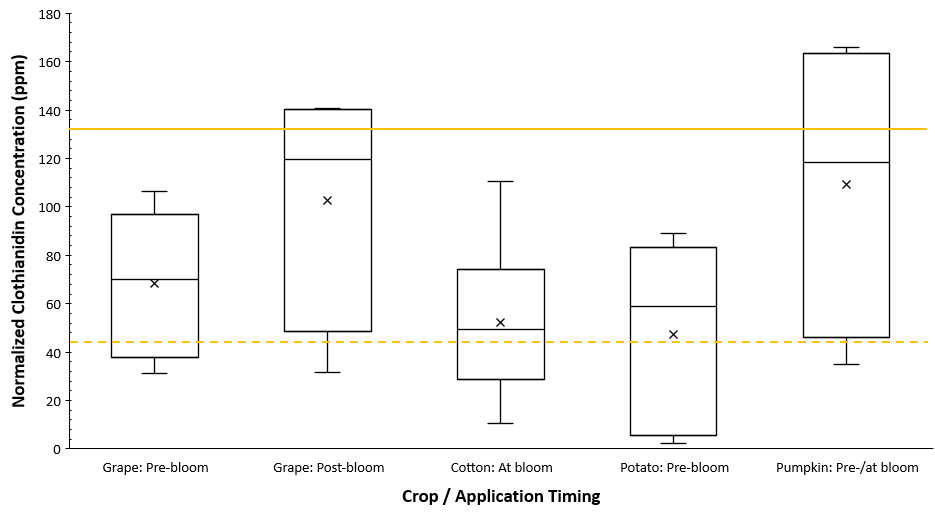 Normalized Clothianidin Concentration (ppm)
180
160
140
120
100
80
60
40
20
0
Grape: Pre-bloom
Grape: Post-bloom
Cotton: At bloom
Potato: Pre-bloom
Pumpkin: Pre-/at bloom
Crop / Application Timing